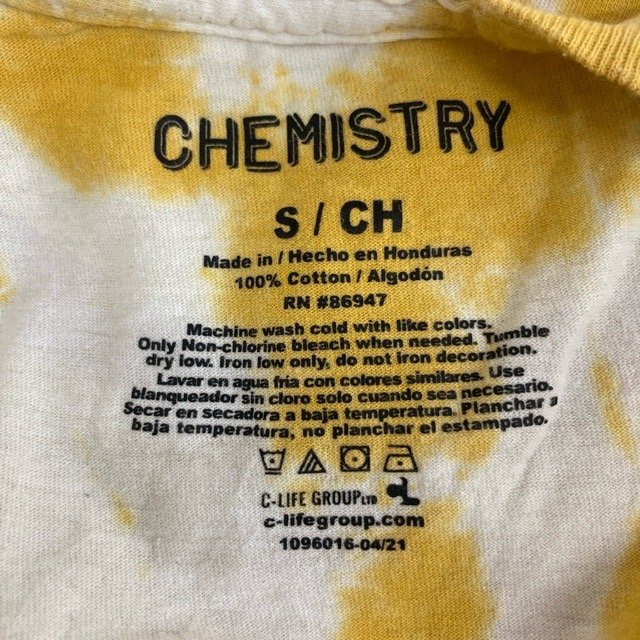 CHEMISTRY
S / CH
Made in / Hecho en Honduras
100% Cotton / Algodón
RN #86947
Machine wash cold with like colors.
Only Non-chlorine bleach when needed. Tumble
dry low. Iron low only, do not iron decoration.
Lavar en agua fria con colores similares. Use
blanqueador sin cloro solo cuando sea necesario.
Secar en secadora a baja temperatura. Planchar a
baja temperatura, no planchar el estampado.
C-LIFE GROUP LTD
c-lifegroup.com
1096016-04/21